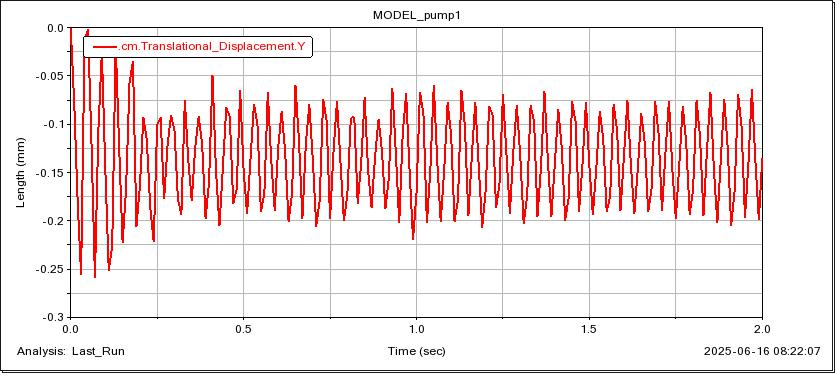 MODEL_pump1
.cm.Translational_Displacement.Y
0.0
-0.05
-0.1
-0.15
-0.2
-0.25
-0.3
Length (mm)
0.0 0.5 1.0 1.5 2.0
Analysis: Last_Run Time (sec) 2025-06-16 08:22:07